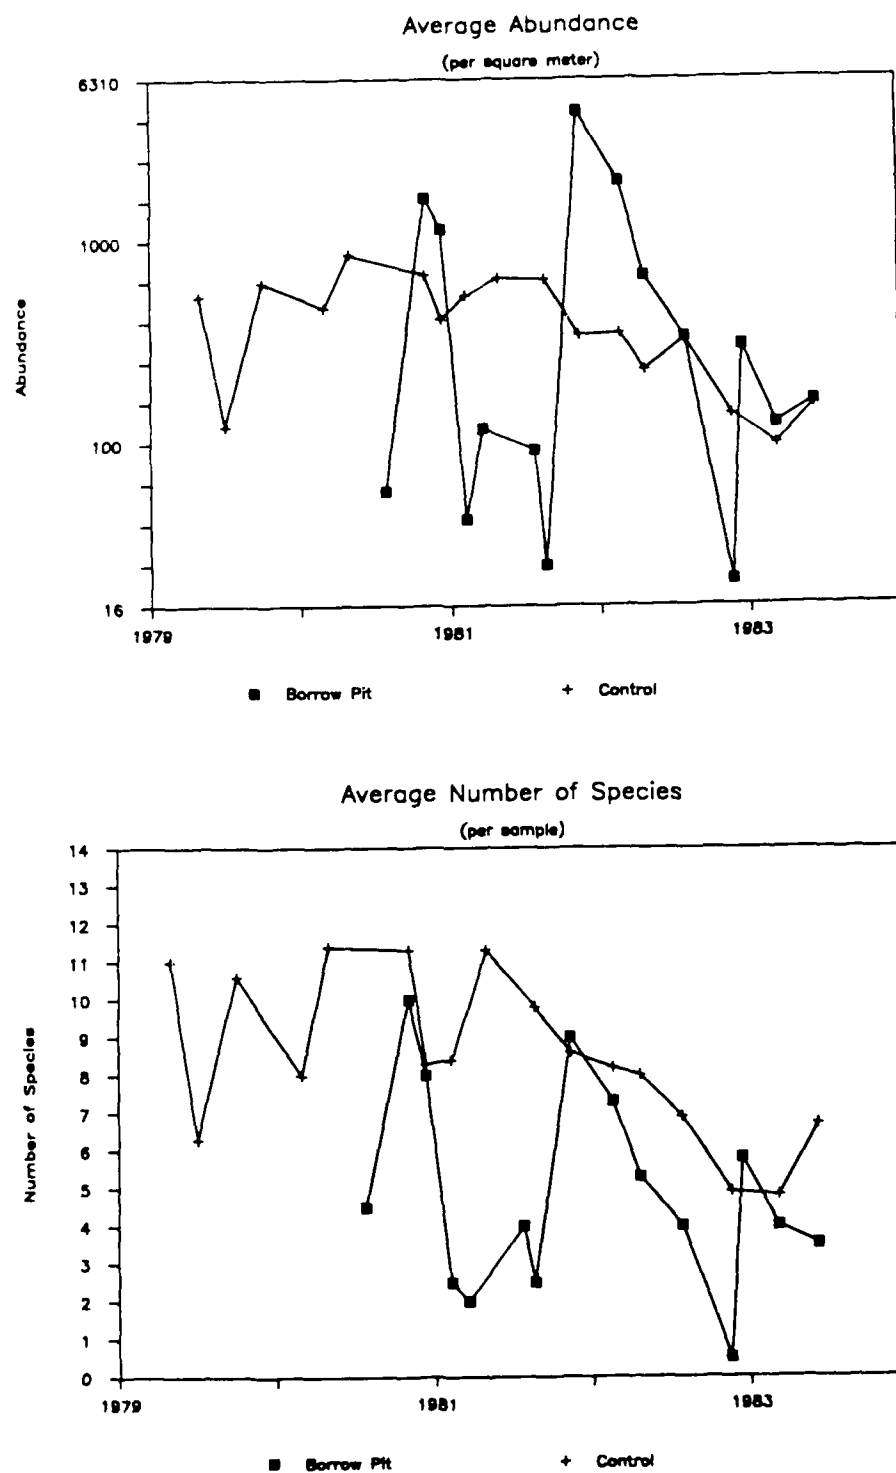 Average Abundance
(per square meter)
6310
1000
100
16
Abundance
1979
1981
1983
Borrow Pit
Control
Average Number of Species
(per sample)
14
13
12
11
10
9
8
7
6
5
4
3
2
1
0
Number of Species
1979
1981
1983
Borrow Pit
Control